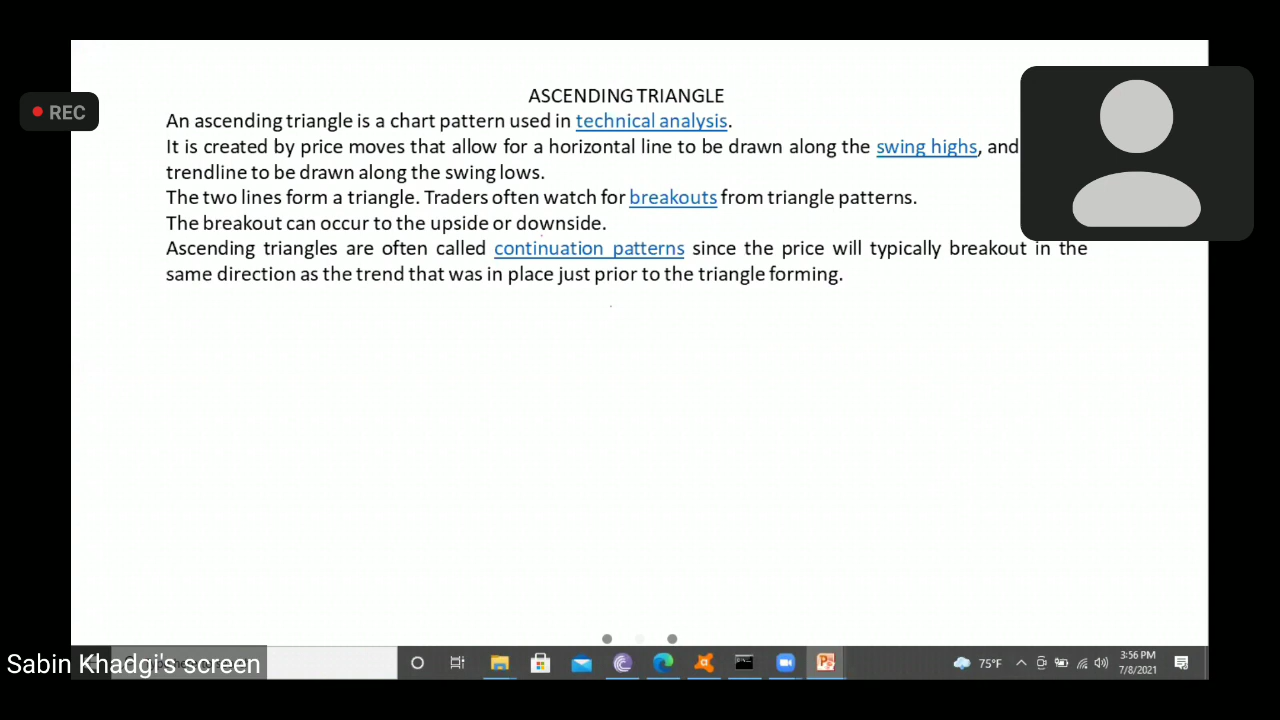 ASCENDING TRIANGLE
REC
An ascending triangle is a chart pattern used in technical analysis.
It is created by price moves that allow for a horizontal line to be drawn along the swing highs, and
trendline to be drawn along the swing lows.
The two lines form a triangle. Traders often watch for breakouts from triangle patterns.
The breakout can occur to the upside or downside.
Ascending triangles are often called continuation patterns since the price will typically breakout in the
same direction as the trend that was in place just prior to the triangle forming.
Sabin Khadgi's screen
75°F
3:56 PM
7/8/2021